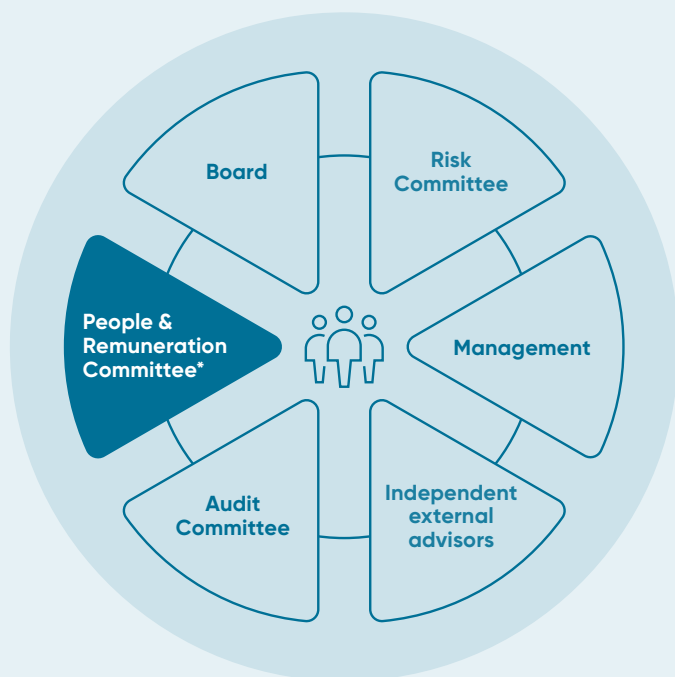 Board
Risk
Committee
People &
Remuneration
Committee*
Management
Audit
Committee
Independent
external
advisors